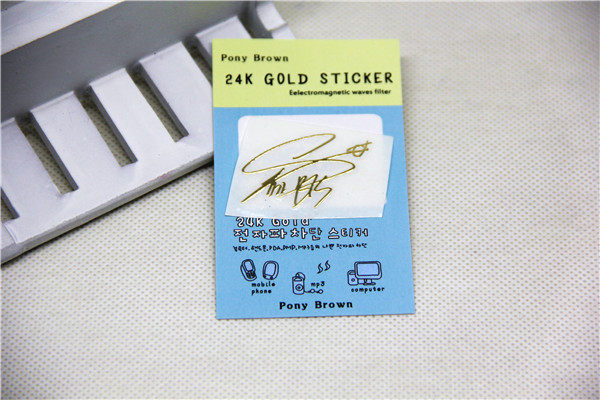 Pony Brown
24K GOLD STICKER
Eelectromagnetic waves filter
24K Gold
전자파차단 스티커
mobile phone
mp3
computer
Pony Brown